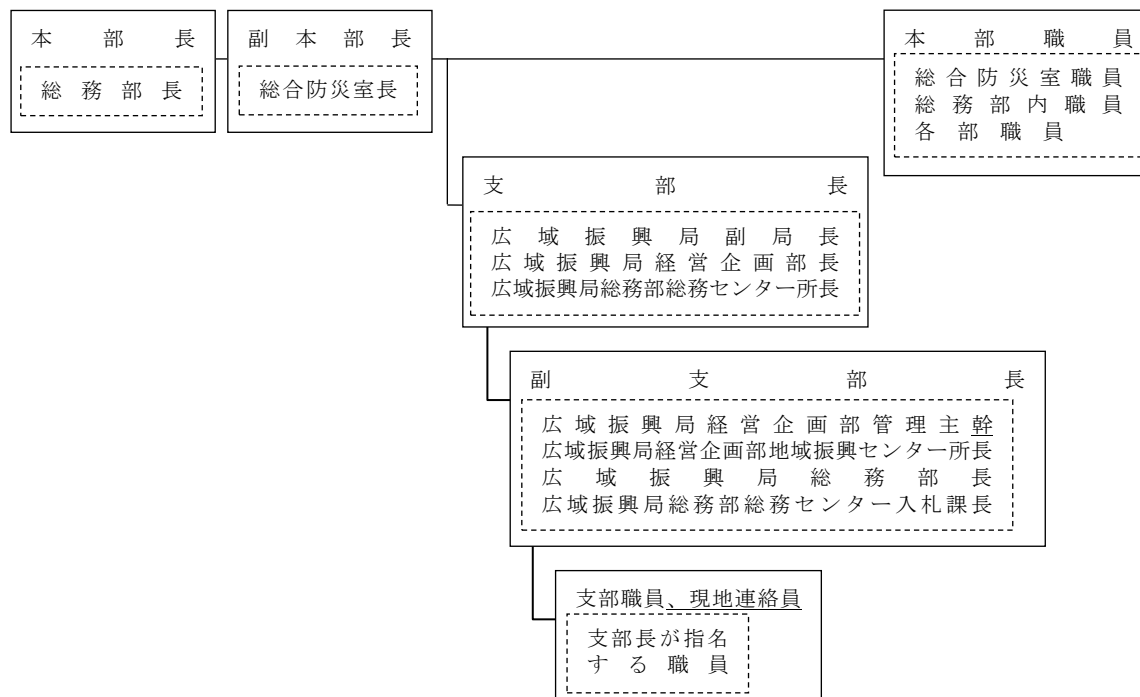 本部長
総務部長
副本部長
総合防災室長
本部職員
総合防災室職員
総務部内職員
各部職員
支部長
広域振興局副局長
広域振興局経営企画部長
広域振興局総務部総務センター所長
副支部長
広域振興局経営企画部管理主幹
広域振興局経営企画部地域振興センター所長
広域振興局総務部長
広域振興局総務部総務センター入札課長
支部職員、現地連絡員
支部長が指名
する職員